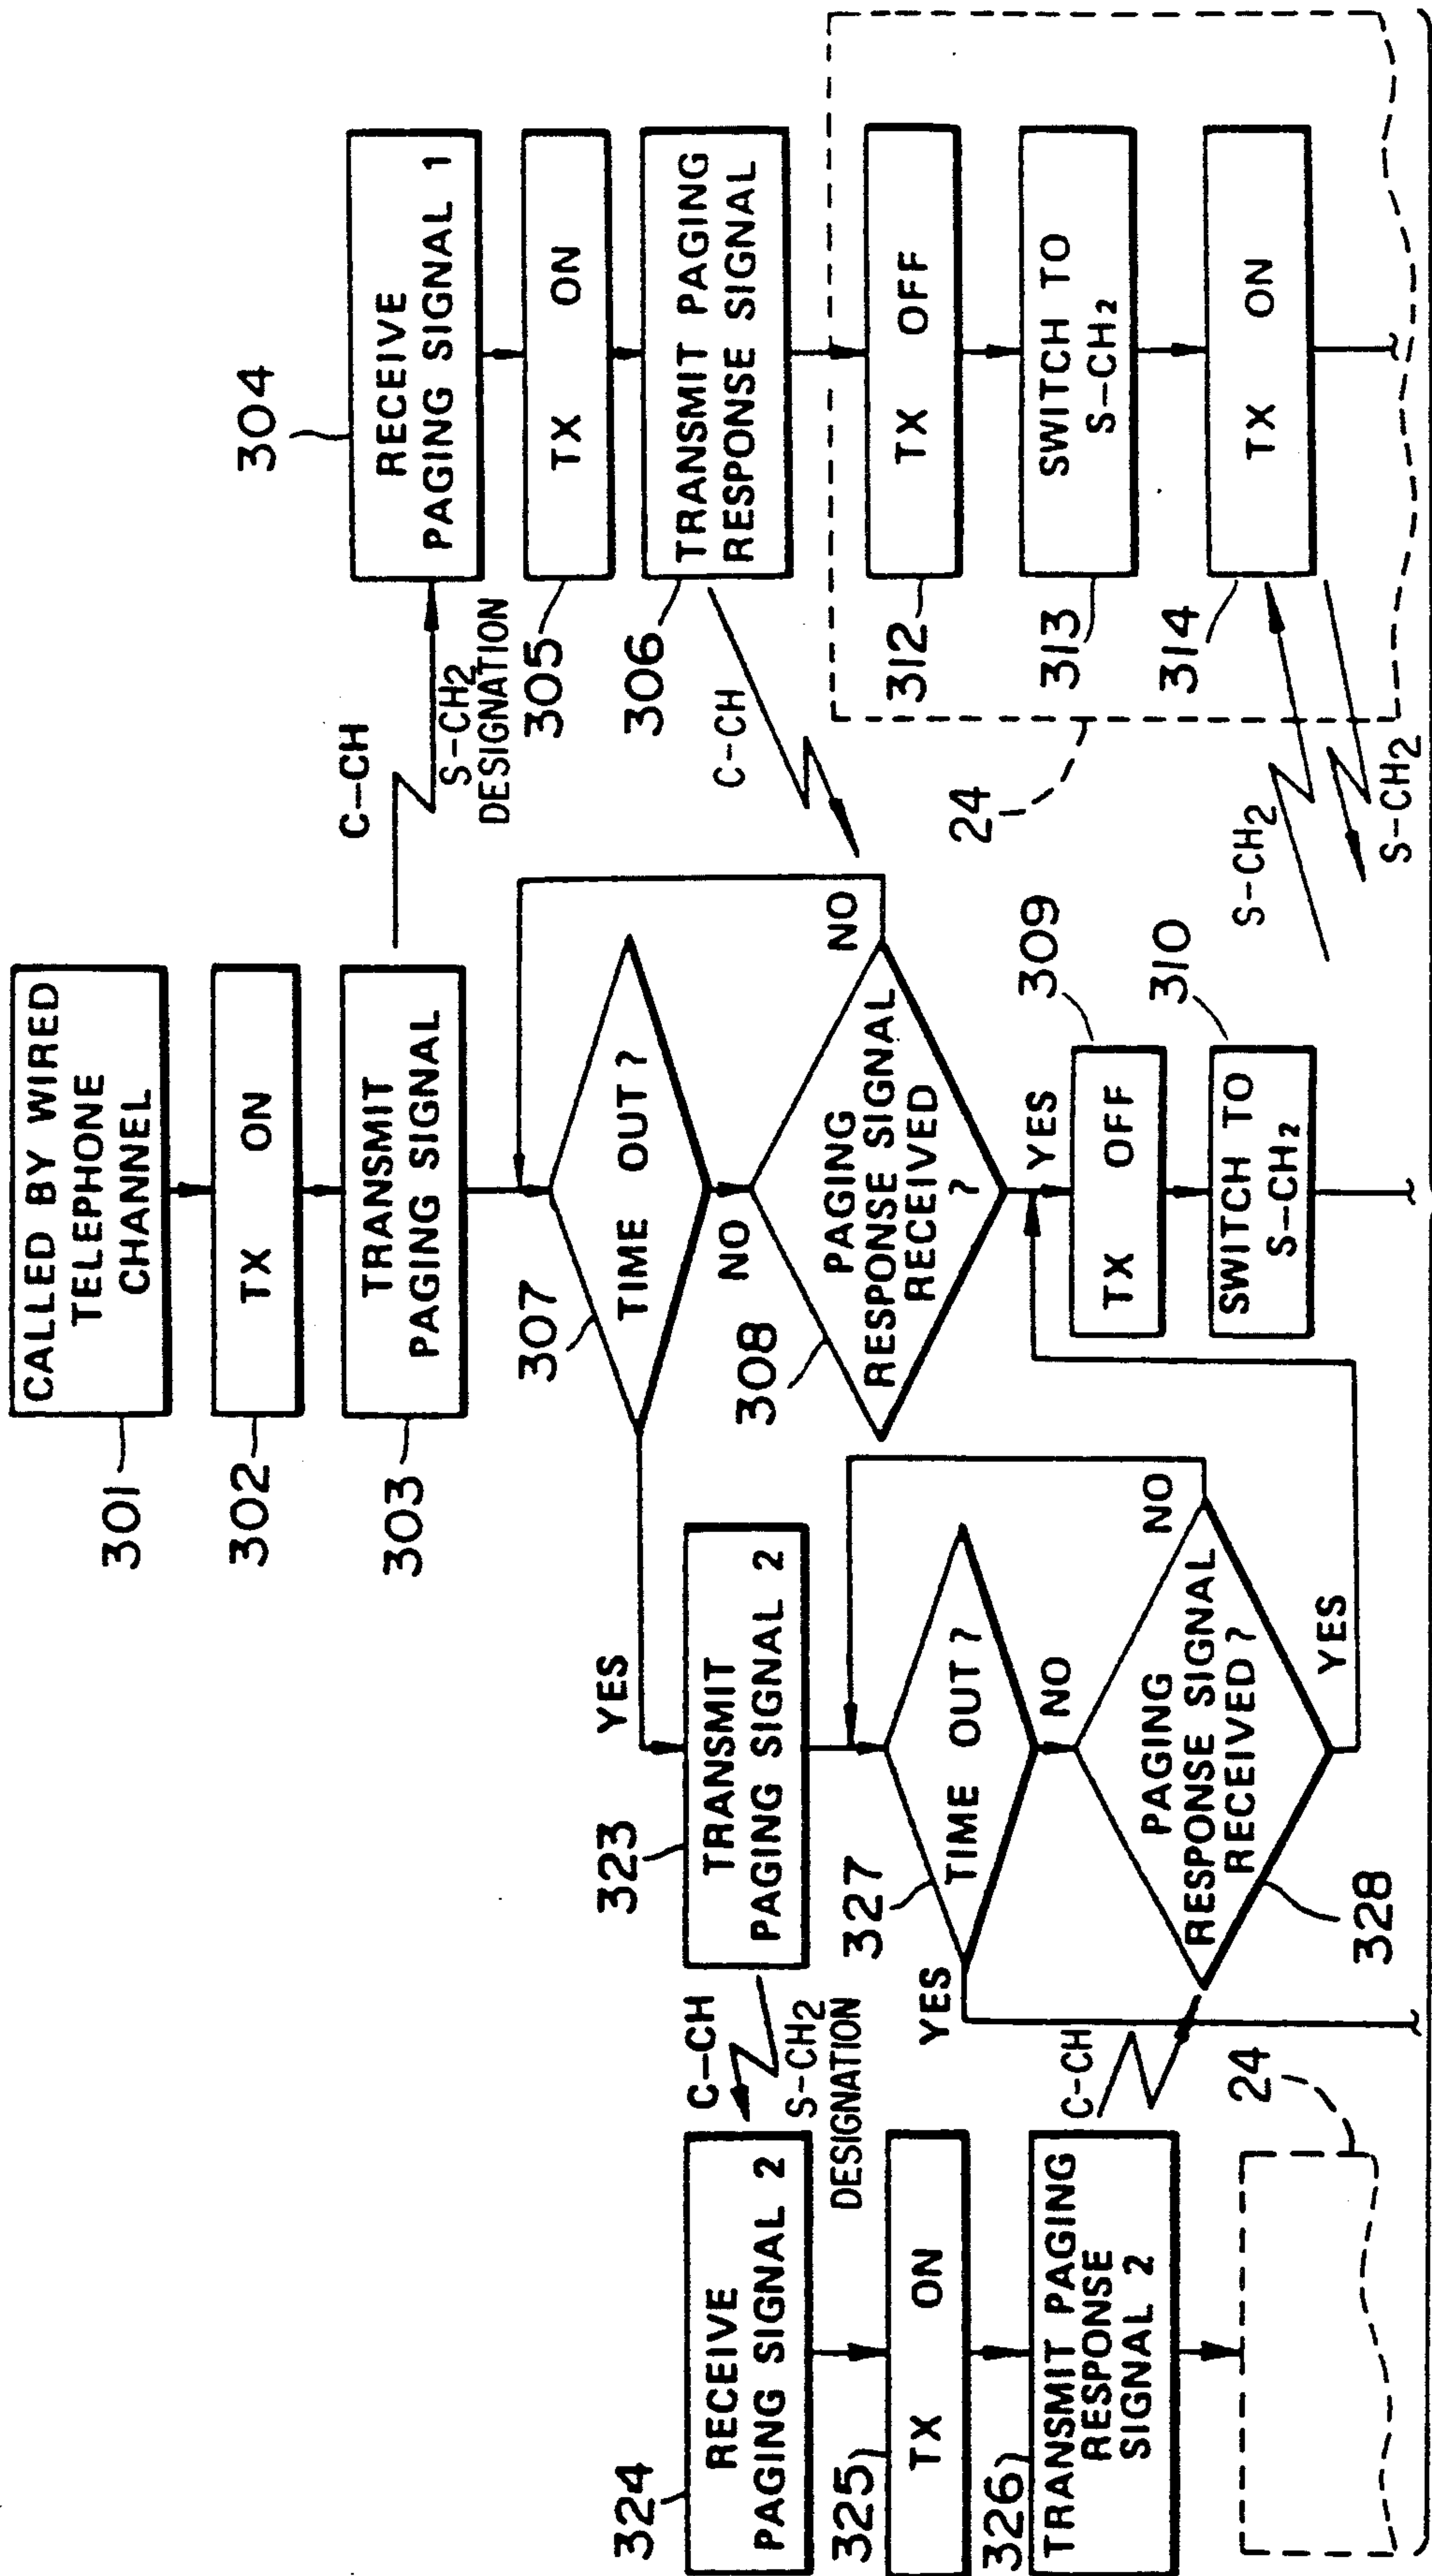 301
CALLED BY WIRED
TELEPHONE
CHANNEL
302
TX ON
303
TRANSMIT
PAGING SIGNAL
C-CH
S-CH2
DESIGNATION
304
RECEIVE
PAGING SIGNAL 1
305
TX ON
306
TRANSMIT PAGING
RESPONSE SIGNAL
C-CH
307
TIME OUT ?
YES
NO
308
PAGING
RESPONSE SIGNAL
RECEIVED
?
NO
YES
309
TX OFF
310
SWITCH TO
S-CH2
312
TX OFF
313
SWITCH TO
S-CH2
314
TX ON
24
S-CH2
S-CH2
323
TRANSMIT
PAGING SIGNAL 2
C-CH
S-CH2
DESIGNATION
324
RECEIVE
PAGING SIGNAL 2
325
TX ON
326
TRANSMIT PAGING
RESPONSE
SIGNAL 2
C-CH
327
TIME OUT ?
YES
NO
328
PAGING
RESPONSE SIGNAL
RECEIVED ?
NO
YES
24